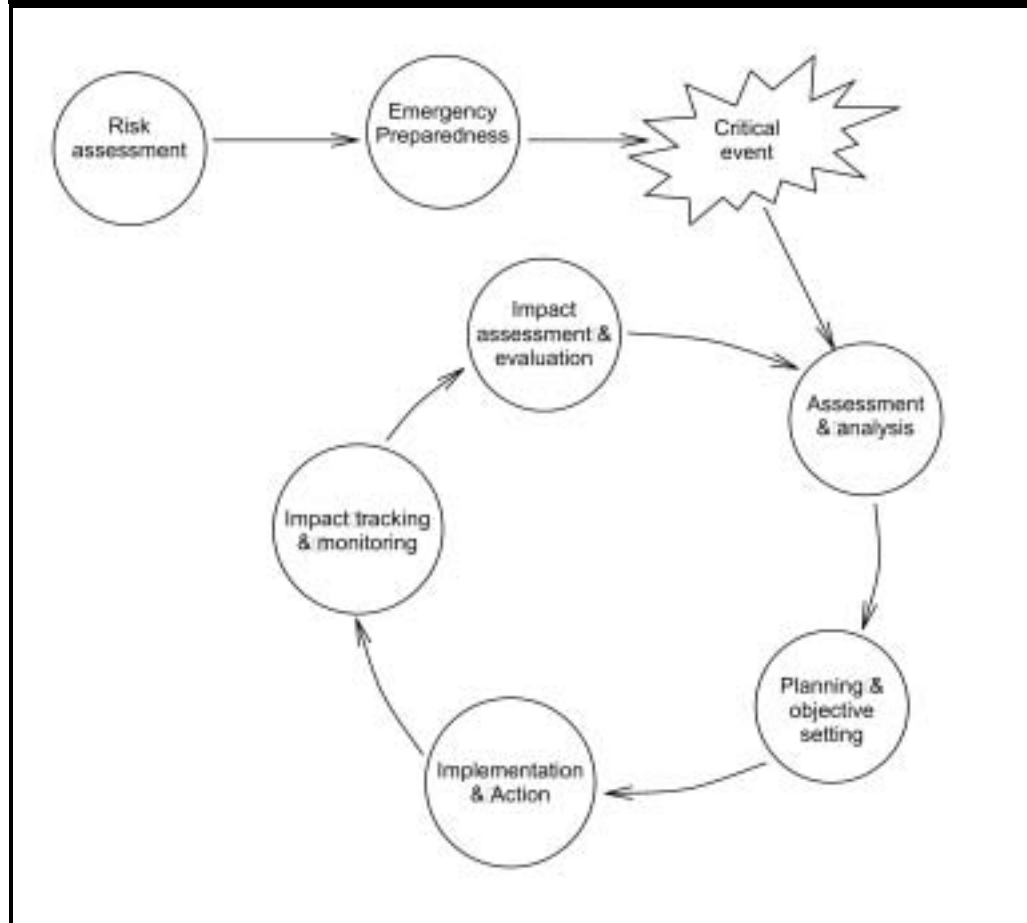 Risk
assessment
Emergency
Preparedness
Critical
event
Impact
assessment &
evaluation
Assessment
& analysis
Impact tracking
& monitoring
Planning &
objective
setting
Implementation
& Action